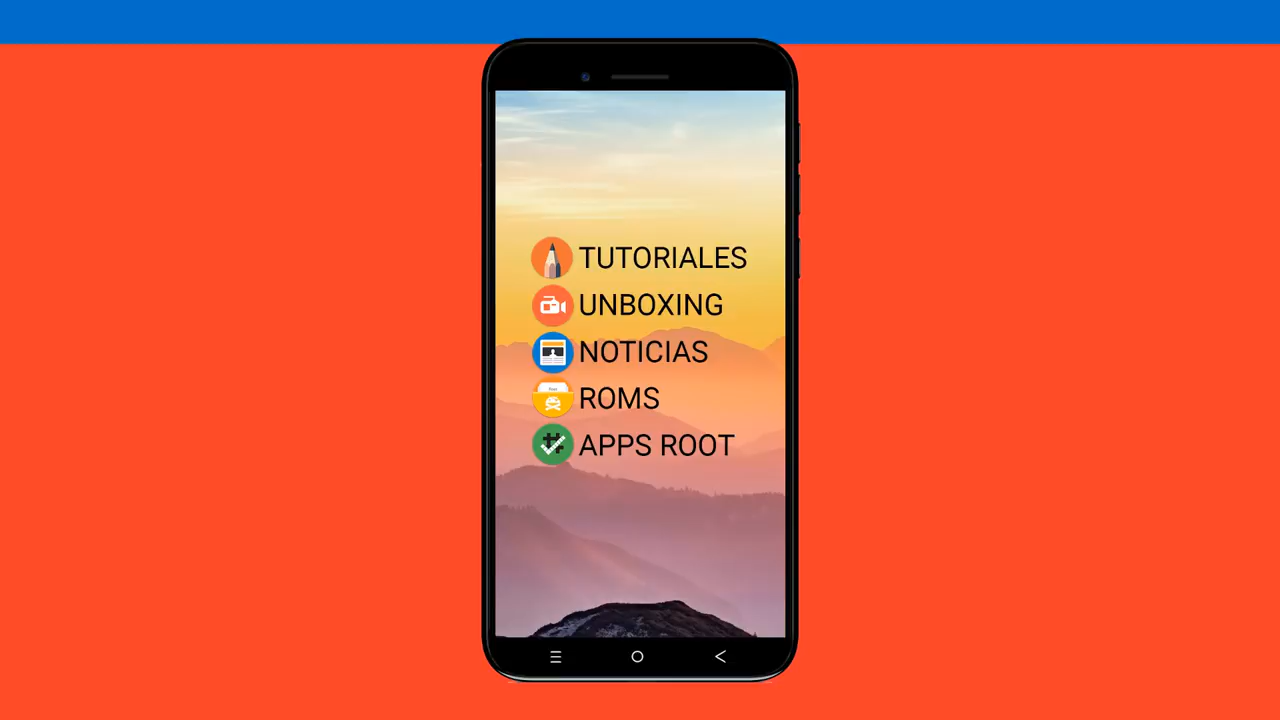 TUTORIALES
UNBOXING
NOTICIAS
ROMS
APPS ROOT